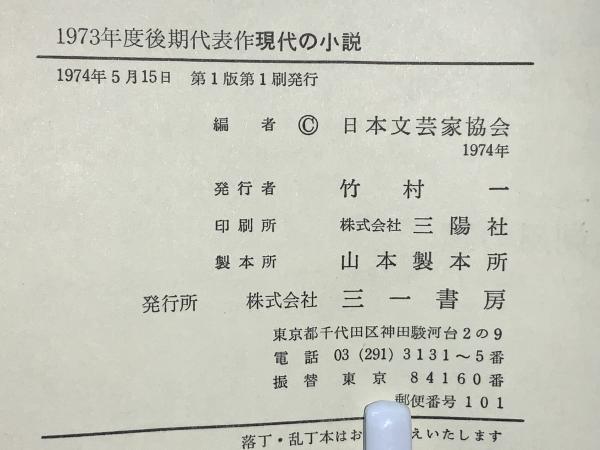 1973年度後期代表作現代の小説
1974年5月15日 第1版第1刷発行
編者 © 日本文芸家協会
1974年
発行者 竹村一
印刷所 株式会社 三陽社
製本所 山本製本所
発行所 株式会社 三一書房
東京都千代田区神田駿河台2の9
電話 03 (291) 3131～5番
振替 東京 84160番
郵便番号101
落丁・乱丁本はお えいたします